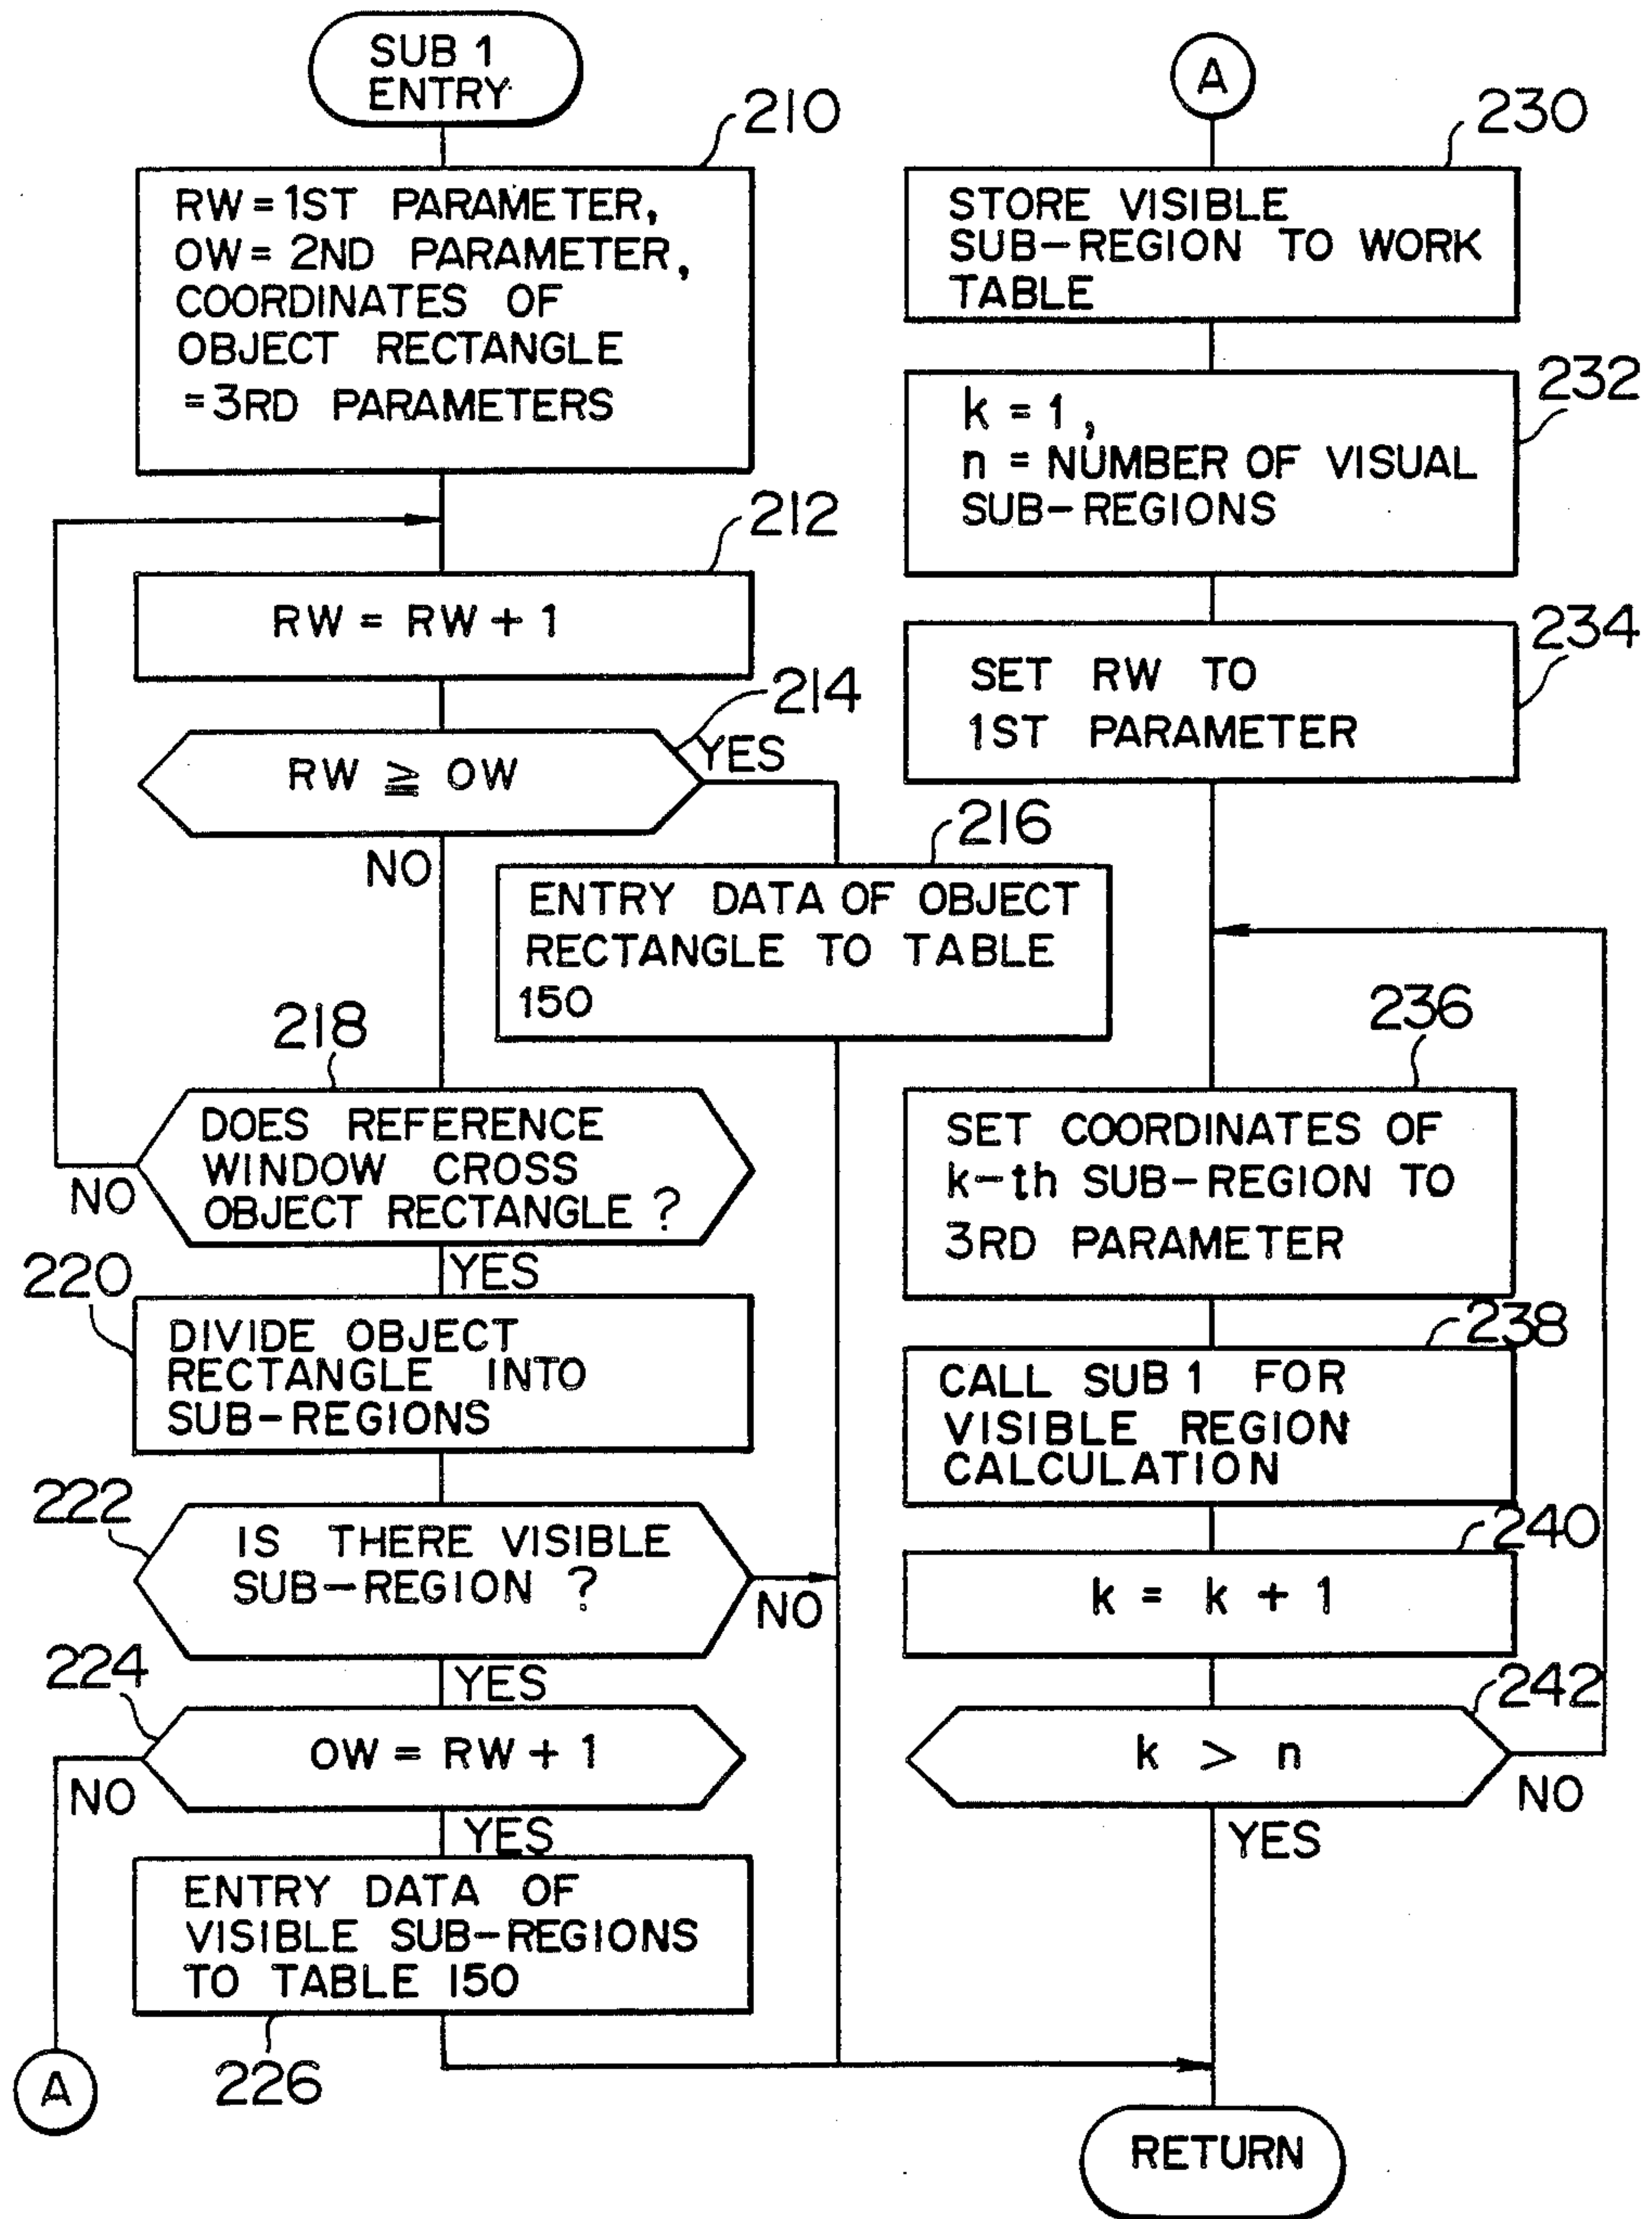 SUB 1
ENTRY
210
RW = 1ST PARAMETER,
OW = 2ND PARAMETER,
COORDINATES OF
OBJECT RECTANGLE
= 3RD PARAMETERS
212
RW = RW + 1
214
RW ≧ OW
YES
NO
216
ENTRY DATA OF OBJECT
RECTANGLE TO TABLE
150
218
DOES REFERENCE
WINDOW CROSS
OBJECT RECTANGLE ?
NO
YES
220
DIVIDE OBJECT
RECTANGLE INTO
SUB-REGIONS
222
IS THERE VISIBLE
SUB-REGION ?
NO
YES
224
OW = RW + 1
NO
YES
ENTRY DATA OF
VISIBLE SUB-REGIONS
TO TABLE 150
226
A
A
230
STORE VISIBLE
SUB-REGION TO WORK
TABLE
232
k = 1 ,
n = NUMBER OF VISUAL
SUB-REGIONS
234
SET RW TO
1ST PARAMETER
236
SET COORDINATES OF
k-th SUB-REGION TO
3RD PARAMETER
238
CALL SUB 1 FOR
VISIBLE REGION
CALCULATION
240
k = k + 1
242
k > n
NO
YES
RETURN